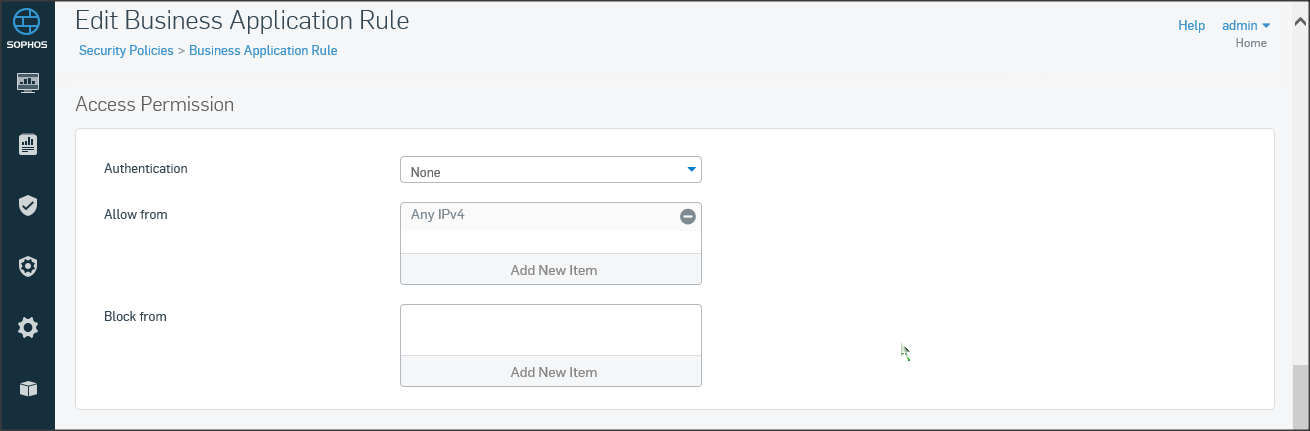 SOPHOS
Edit Business Application Rule
Help admin
Security Policies > Business Application Rule
Home
Access Permission
Authentication
None
Allow from
Any IPv4
Add New Item
Block from
Add New Item